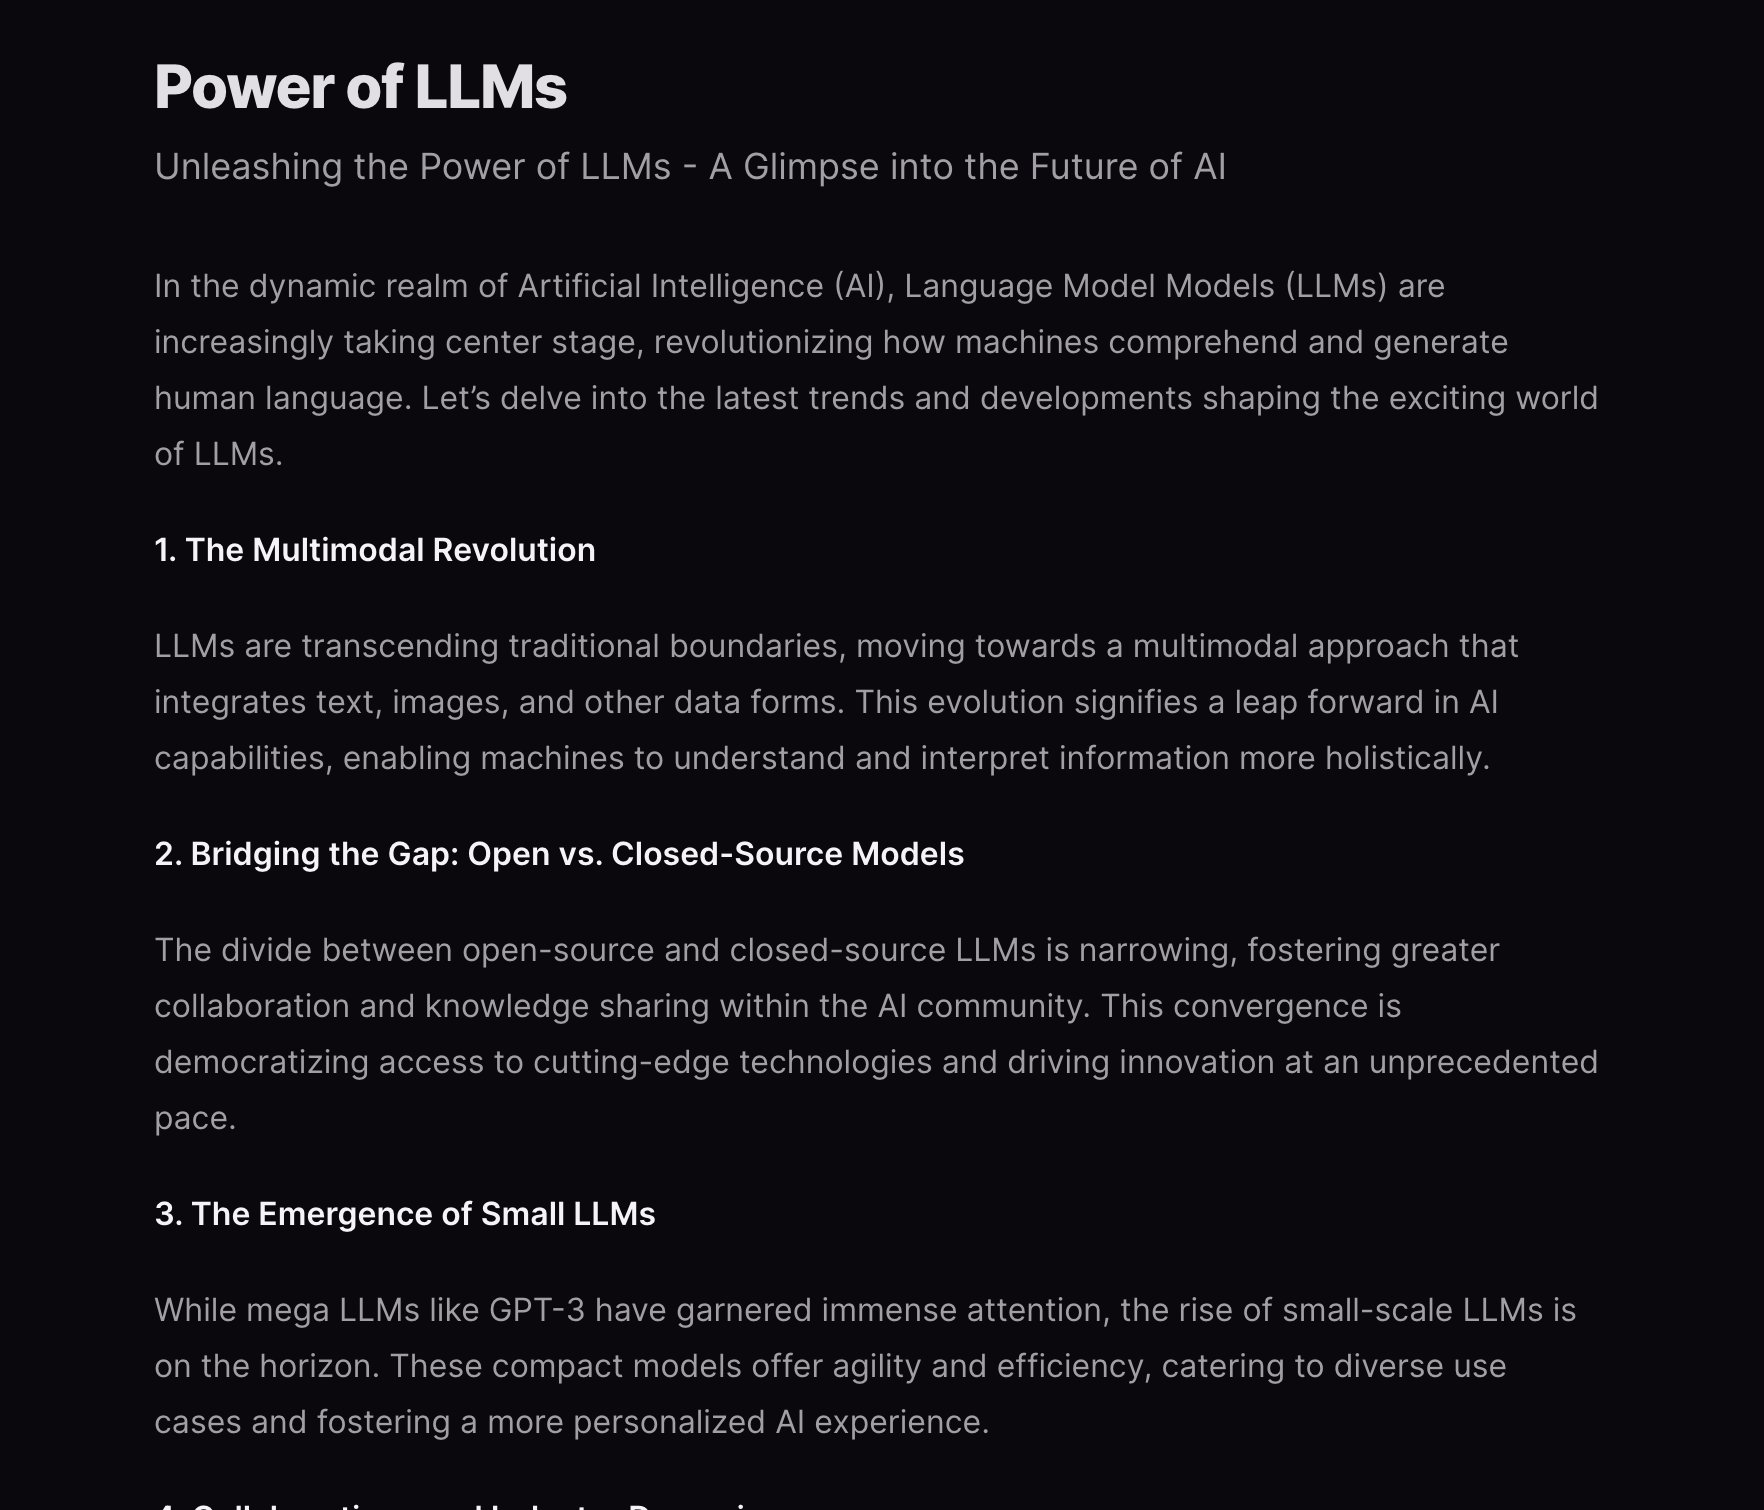 Power of LLMs
Unleashing the Power of LLMs - A Glimpse into the Future of AI
In the dynamic realm of Artificial Intelligence (AI), Language Model Models (LLMs) are
increasingly taking center stage, revolutionizing how machines comprehend and generate
human language. Let’s delve into the latest trends and developments shaping the exciting world
of LLMs.
1. The Multimodal Revolution
LLMs are transcending traditional boundaries, moving towards a multimodal approach that
integrates text, images, and other data forms. This evolution signifies a leap forward in AI
capabilities, enabling machines to understand and interpret information more holistically.
2. Bridging the Gap: Open vs. Closed-Source Models
The divide between open-source and closed-source LLMs is narrowing, fostering greater
collaboration and knowledge sharing within the AI community. This convergence is
democratizing access to cutting-edge technologies and driving innovation at an unprecedented
pace.
3. The Emergence of Small LLMs
While mega LLMs like GPT-3 have garnered immense attention, the rise of small-scale LLMs is
on the horizon. These compact models offer agility and efficiency, catering to diverse use
cases and fostering a more personalized AI experience.